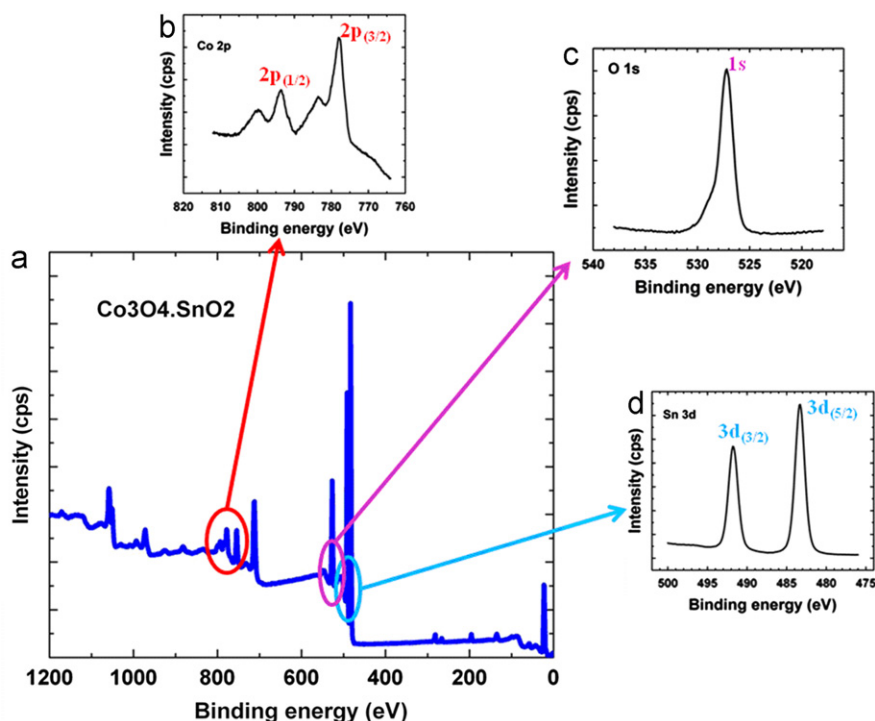 b
Co 2p
2p(3/2)
2p(1/2)
Intensity (cps)
820 810 800 790 780 770 760
Binding energy (eV)
c
O 1s
1s
Intensity (cps)
540 535 530 525 520
Binding energy (eV)
a
Co3O4.SnO2
Intensity (cps)
1200 1000 800 600 400 200 0
Binding energy (eV)
d
Sn 3d
3d(5/2)
3d(3/2)
Intensity (cps)
500 495 490 485 480 475
Binding energy (eV)